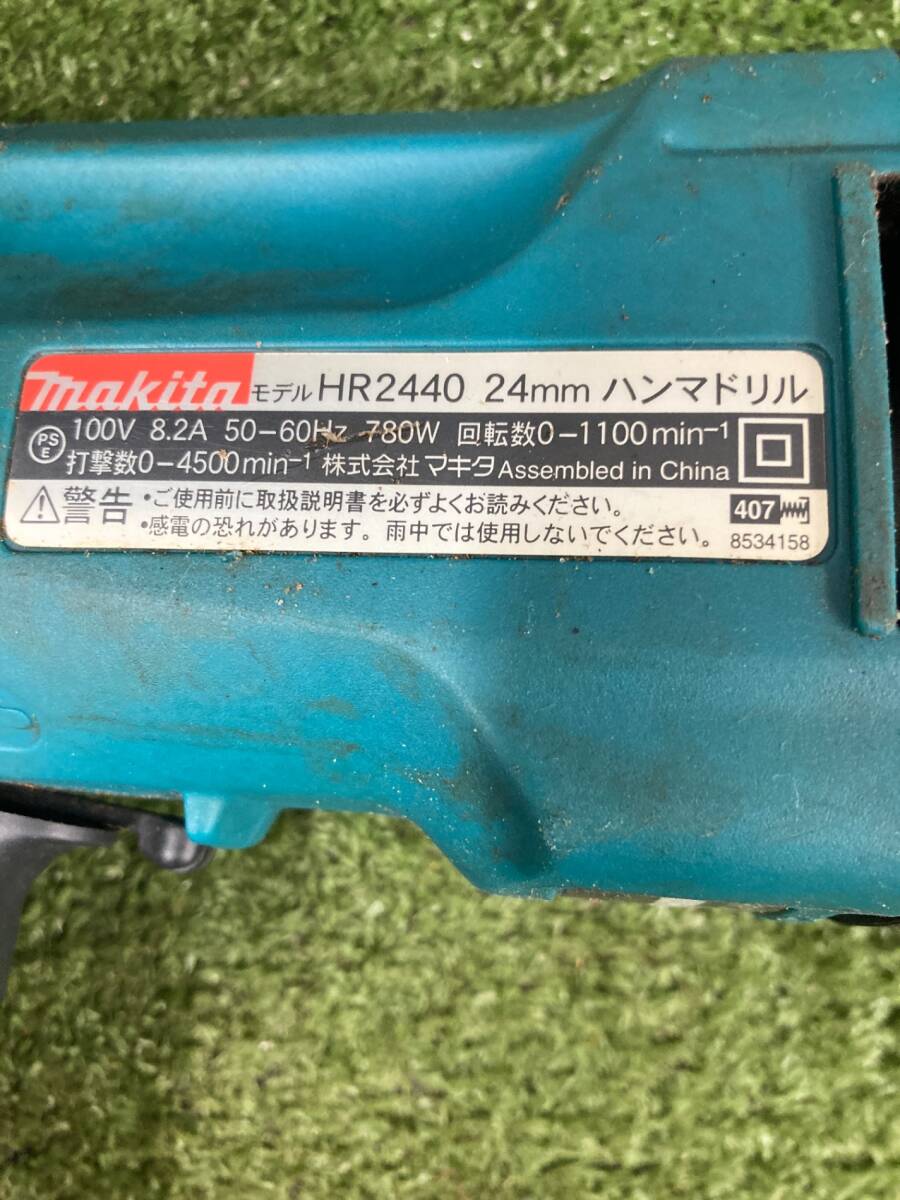 makita モデル HR2440 24mm ハンマドリル
PS E 100V 8.2A 50-60Hz 780W 回転数0-1100min-1
打撃数0-4500min-1 株式会社マキタ Assembled in China
警告 •ご使用前に取扱説明書を必ずよくお読みください。
•感電の恐れがあります。雨中では使用しないでください。
407
8534158